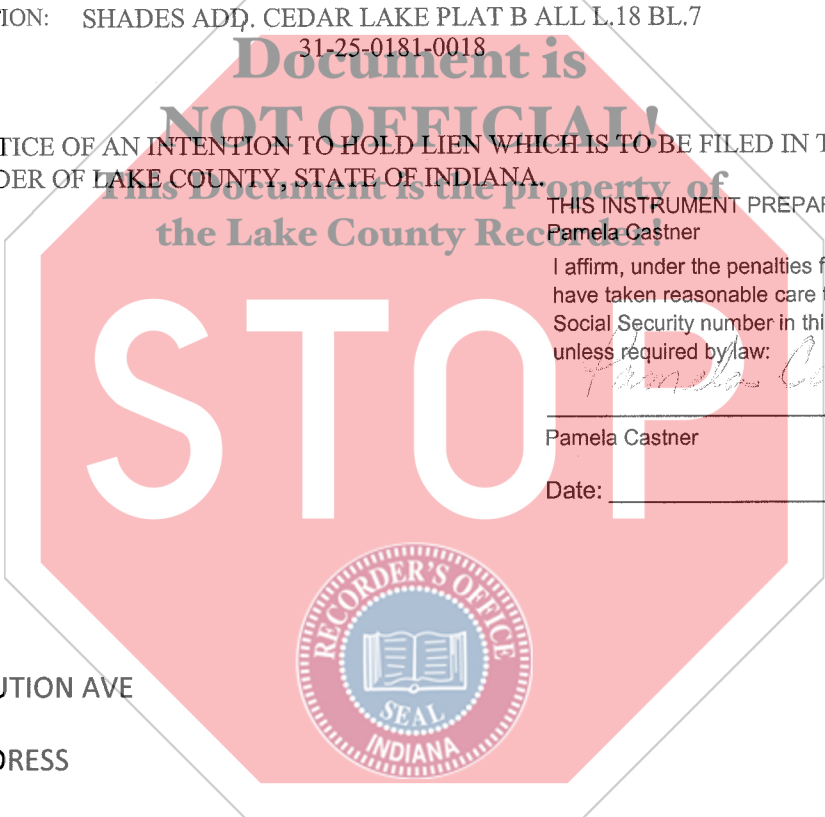 ION: SHADES ADD. CEDAR LAKE PLAT B ALL L.18 BL.7
31-25-0181-0018
Document is
NOT OFFICIAL!
TICE OF AN INTENTION TO HOLD LIEN WHICH IS TO BE FILED IN T
DER OF LAKE COUNTY, STATE OF INDIANA.
This Document is the property of
the Lake County Recorder!
THIS INSTRUMENT PREPAR
Pamela Castner
I affirm, under the penalties f
have taken reasonable care t
Social Security number in thi
unless required by law:
Pamela Ca
Pamela Castner
Date:
STOP
RECORDER'S OFFICE
SEAL
INDIANA
UTION AVE
DRESS